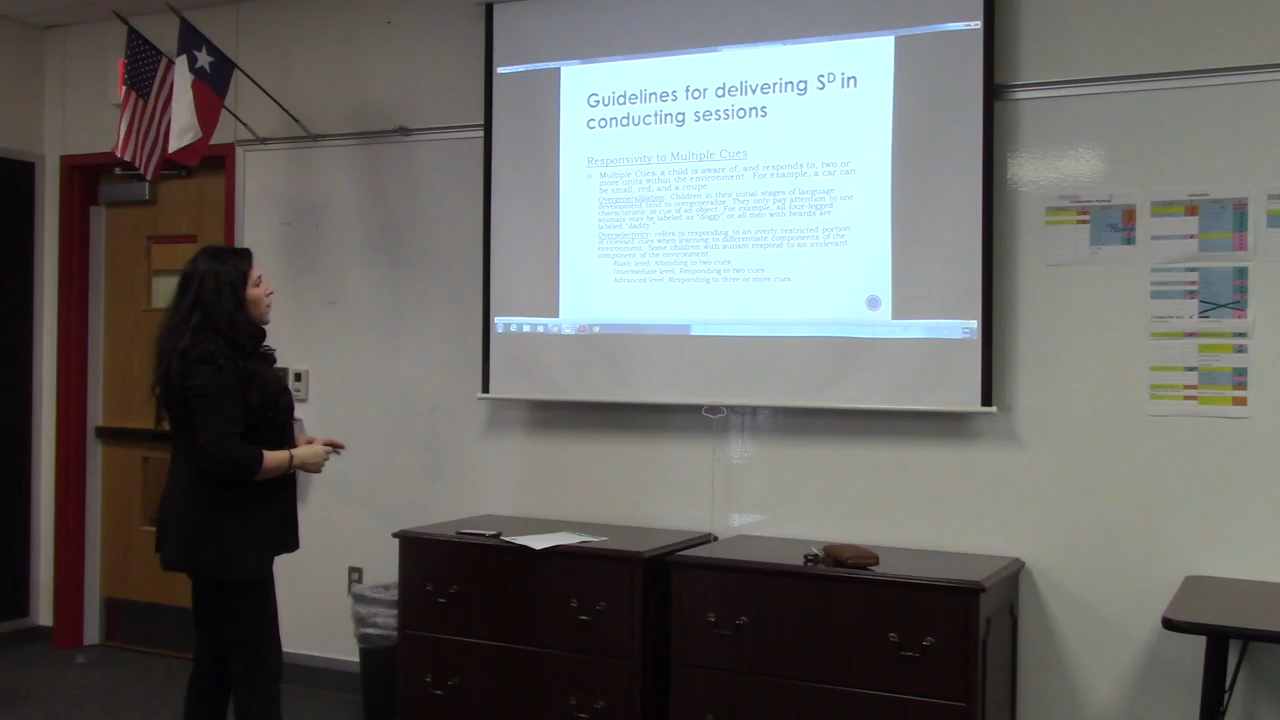 Guidelines for delivering Sᴰ in
conducting sessions
Responsivity to Multiple Cues
Multiple Cues: a child is aware of, and responds to, two or
more units within the environment. For example, a car can
be small, red, and a coupe.
Overgeneralization: Children in their initial stages of language
development tend to overgeneralize. They only pay attention to one
characteristic or cue of an object. For example, all four-legged
animals may be labeled as "doggy" or all men with beards are
labeled "daddy."
Overselectivity: refers to responding to an overly restricted portion
of relevant cues when learning to differentiate components of the
environment. Some children with autism respond to an irrelevant
component of the environment.
Basic level: Attending to two cues
Intermediate level: Responding to two cues
Advanced level: Responding to three or more cues